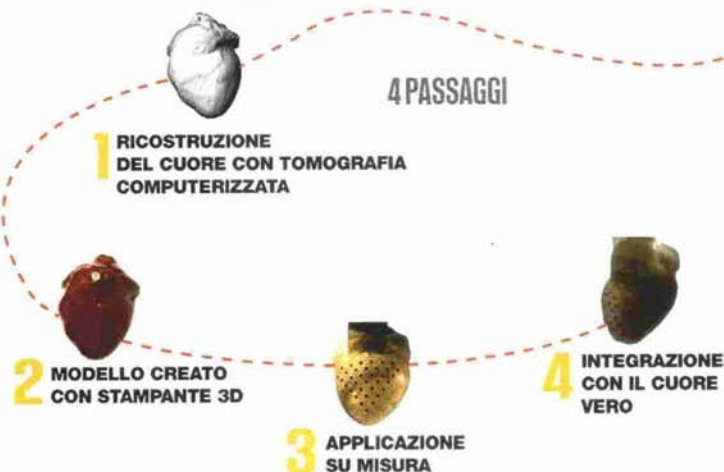 4 PASSAGGI
1 RICOSTRUZIONE
DEL CUORE CON TOMOGRAFIA
COMPUTERIZZATA
2 MODELLO CREATO
CON STAMPANTE 3D
3 APPLICAZIONE
SU MISURA
4 INTEGRAZIONE
CON IL CUORE
VERO